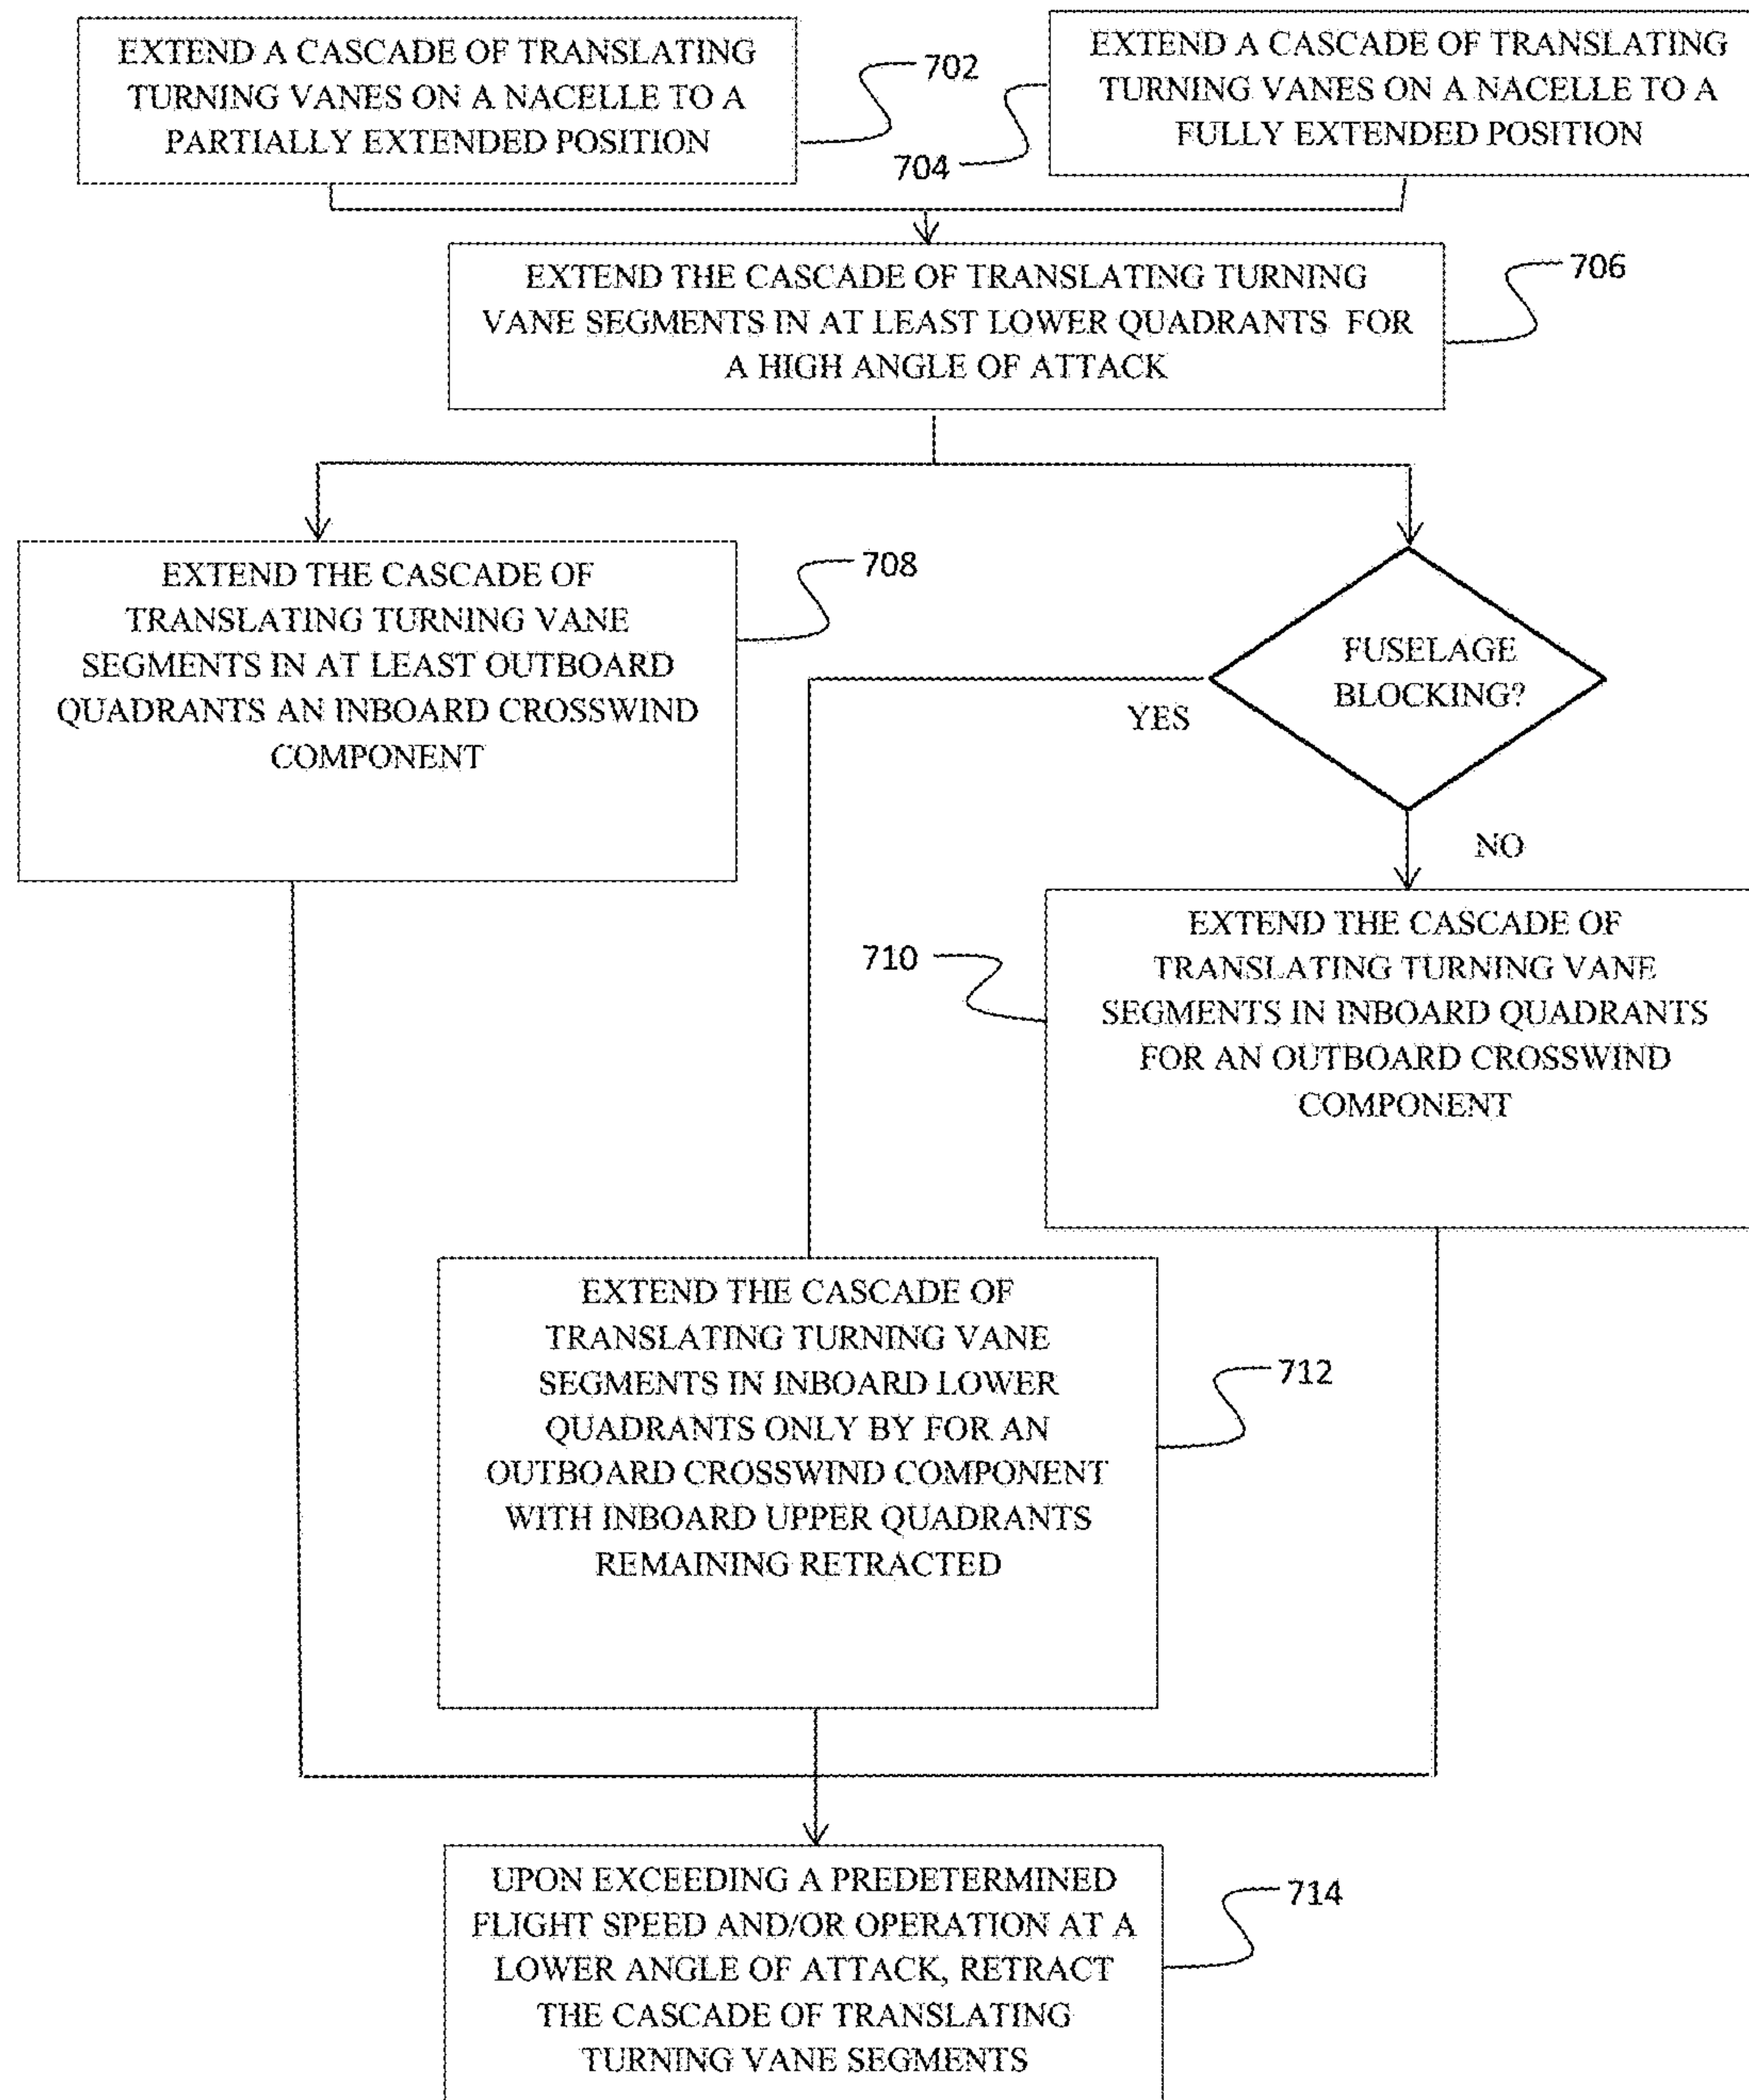 EXTEND A CASCADE OF TRANSLATING
TURNING VANES ON A NACELLE TO A
PARTIALLY EXTENDED POSITION
702
EXTEND A CASCADE OF TRANSLATING
TURNING VANES ON A NACELLE TO A
FULLY EXTENDED POSITION
704
EXTEND THE CASCADE OF TRANSLATING TURNING
VANE SEGMENTS IN AT LEAST LOWER QUADRANTS FOR
A HIGH ANGLE OF ATTACK
706
EXTEND THE CASCADE OF
TRANSLATING TURNING VANE
SEGMENTS IN AT LEAST OUTBOARD
QUADRANTS AN INBOARD CROSSWIND
COMPONENT
708
FUSELAGE
BLOCKING?
YES
NO
EXTEND THE CASCADE OF
TRANSLATING TURNING VANE
SEGMENTS IN INBOARD QUADRANTS
FOR AN OUTBOARD CROSSWIND
COMPONENT
710
EXTEND THE CASCADE OF
TRANSLATING TURNING VANE
SEGMENTS IN INBOARD LOWER
QUADRANTS ONLY BY FOR AN
OUTBOARD CROSSWIND COMPONENT
WITH INBOARD UPPER QUADRANTS
REMAINING RETRACTED
712
UPON EXCEEDING A PREDETERMINED
FLIGHT SPEED AND/OR OPERATION AT A
LOWER ANGLE OF ATTACK, RETRACT
THE CASCADE OF TRANSLATING
TURNING VANE SEGMENTS
714